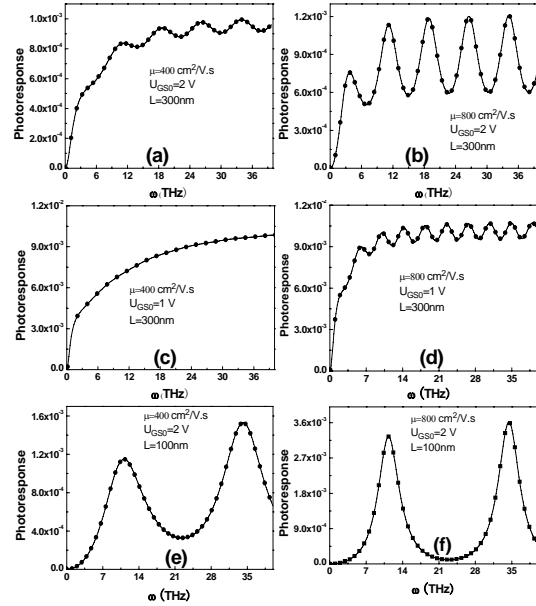 1.0x10⁻³
8.0x10⁻⁴
6.0x10⁻⁴
4.0x10⁻⁴
2.0x10⁻⁴
0.0
Photoresponse
μ=400 cm²/V.s
U_GS0=2 V
L=300nm
(a)
0 6 12 18 24 30 36
ω (THz)
1.2x10⁻³
9.0x10⁻⁴
6.0x10⁻⁴
3.0x10⁻⁴
0.0
Photoresponse
μ=800 cm²/V.s
U_GS0=2 V
L=300nm
(b)
0 6 12 18 24 30 36
ω (THz)
1.2x10⁻²
9.0x10⁻³
6.0x10⁻³
3.0x10⁻³
0.0
Photoresponse
μ=400 cm²/V.s
U_GS0=1 V
L=300nm
(c)
0 6 12 18 24 30 36
ω (THz)
1.2x10⁻²
9.0x10⁻³
6.0x10⁻³
3.0x10⁻³
0.0
Photoresponse
μ=800 cm²/V.s
U_GS0=1 V
L=300nm
(d)
0 7 14 21 28 35
ω (THz)
1.6x10⁻³
1.2x10⁻³
8.0x10⁻⁴
4.0x10⁻⁴
0.0
Photoresponse
μ=400 cm²/V.s
U_GS0=2 V
L=100nm
(e)
0 7 14 21 28 35
ω (THz)
3.6x10⁻³
2.7x10⁻³
1.8x10⁻³
9.0x10⁻⁴
0.0
Photoresponse
μ=800 cm²/V.s
U_GS0=2 V
L=100nm
(f)
0 7 14 21 28 35
ω (THz)